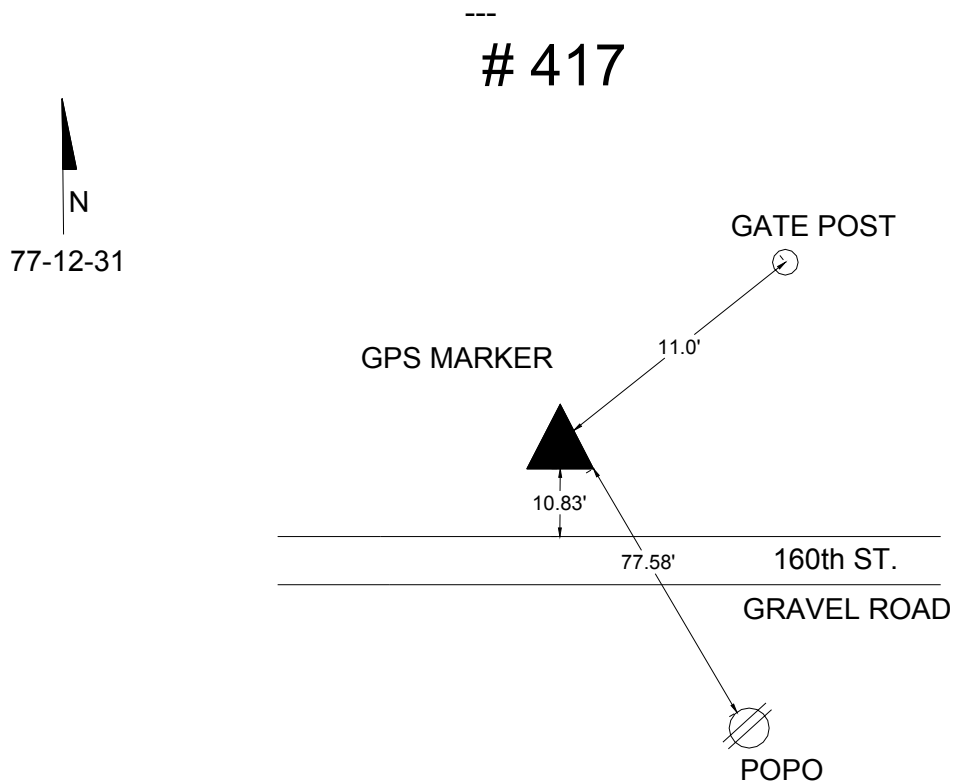 ---
# 417
N
77-12-31
GATE POST
11.0'
GPS MARKER
10.83'
77.58'
160th ST.
GRAVEL ROAD
POPO